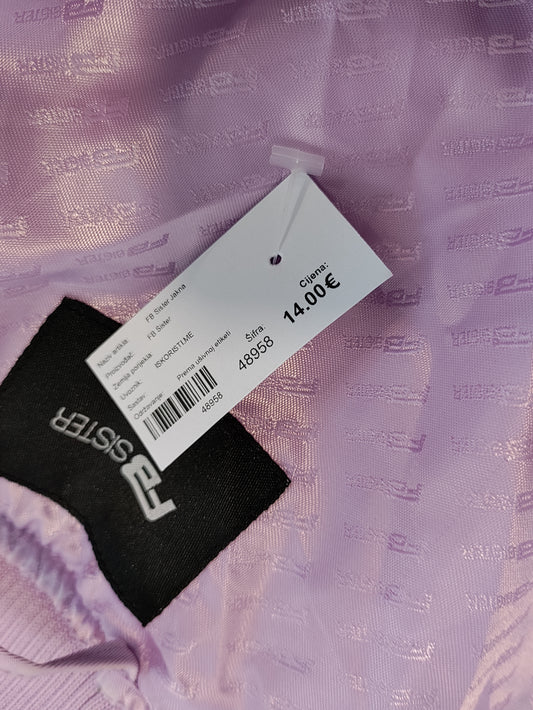 Naziv artikla: FB Sister Jakna
Proizvođač: FB Sister
Zemlja porijekla:
Uvoznik: ISKORISTI.ME
Sastav:
Održavanje: Prema ušivnoj etiketi
48958
Šifra:
48958
Cijena:
14.00€
FB SISTER